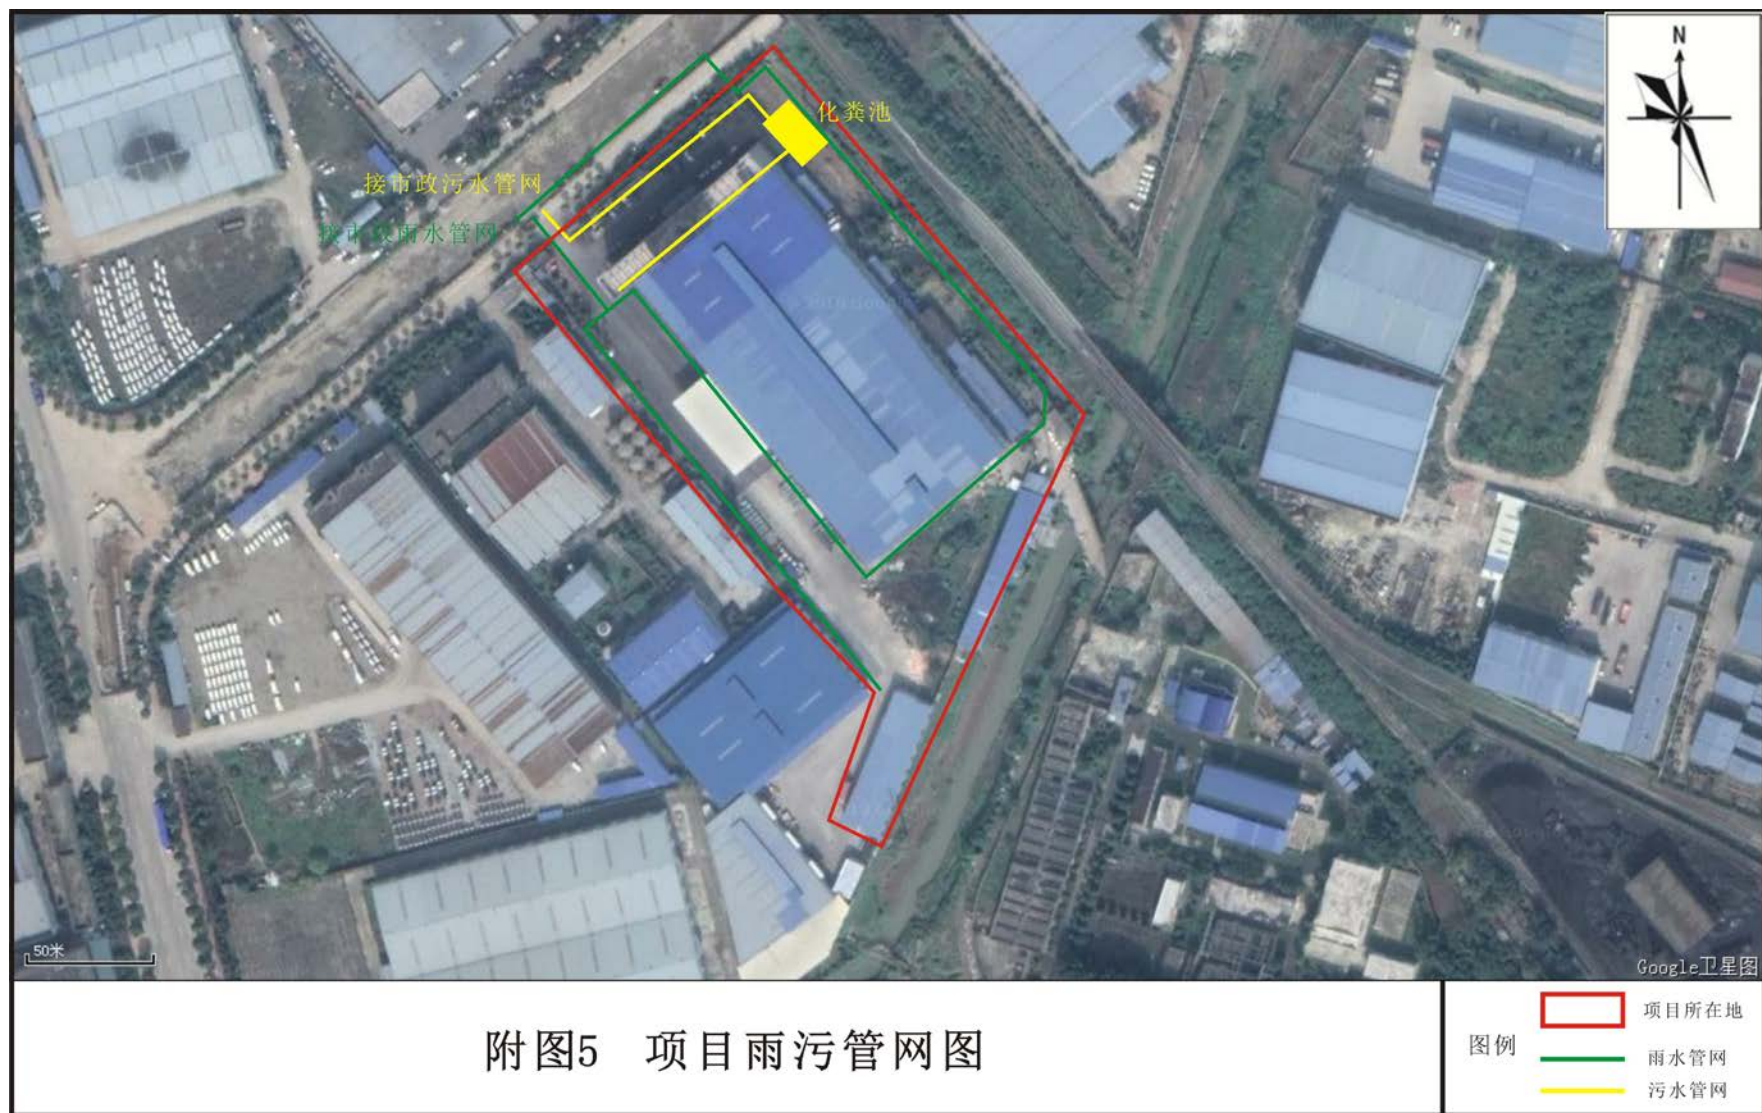 N
化粪池
接市政污水管网
接市政雨水管网
50米
Google卫星图
附图5 项目雨污管网图
图例
项目所在地
雨水管网
污水管网